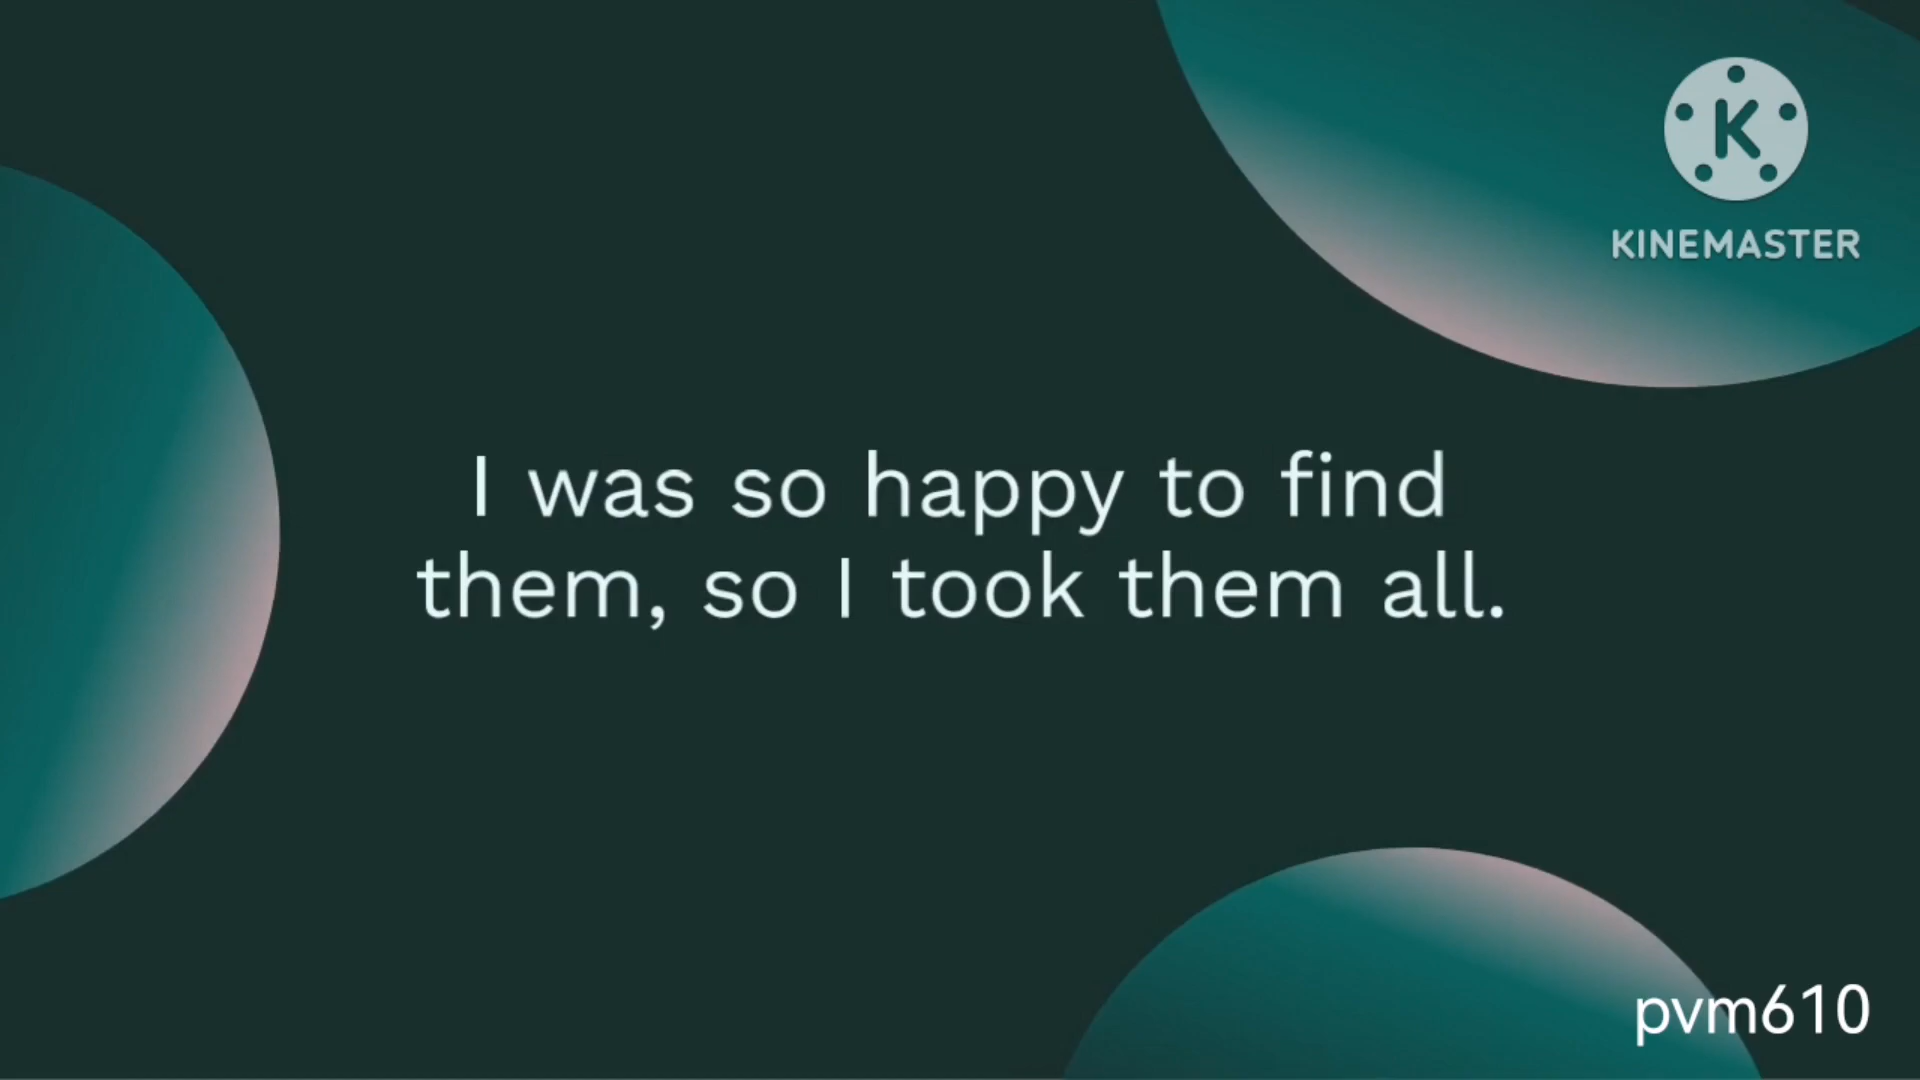 K
KINEMASTER
I was so happy to find
them, so I took them all.
pvm610